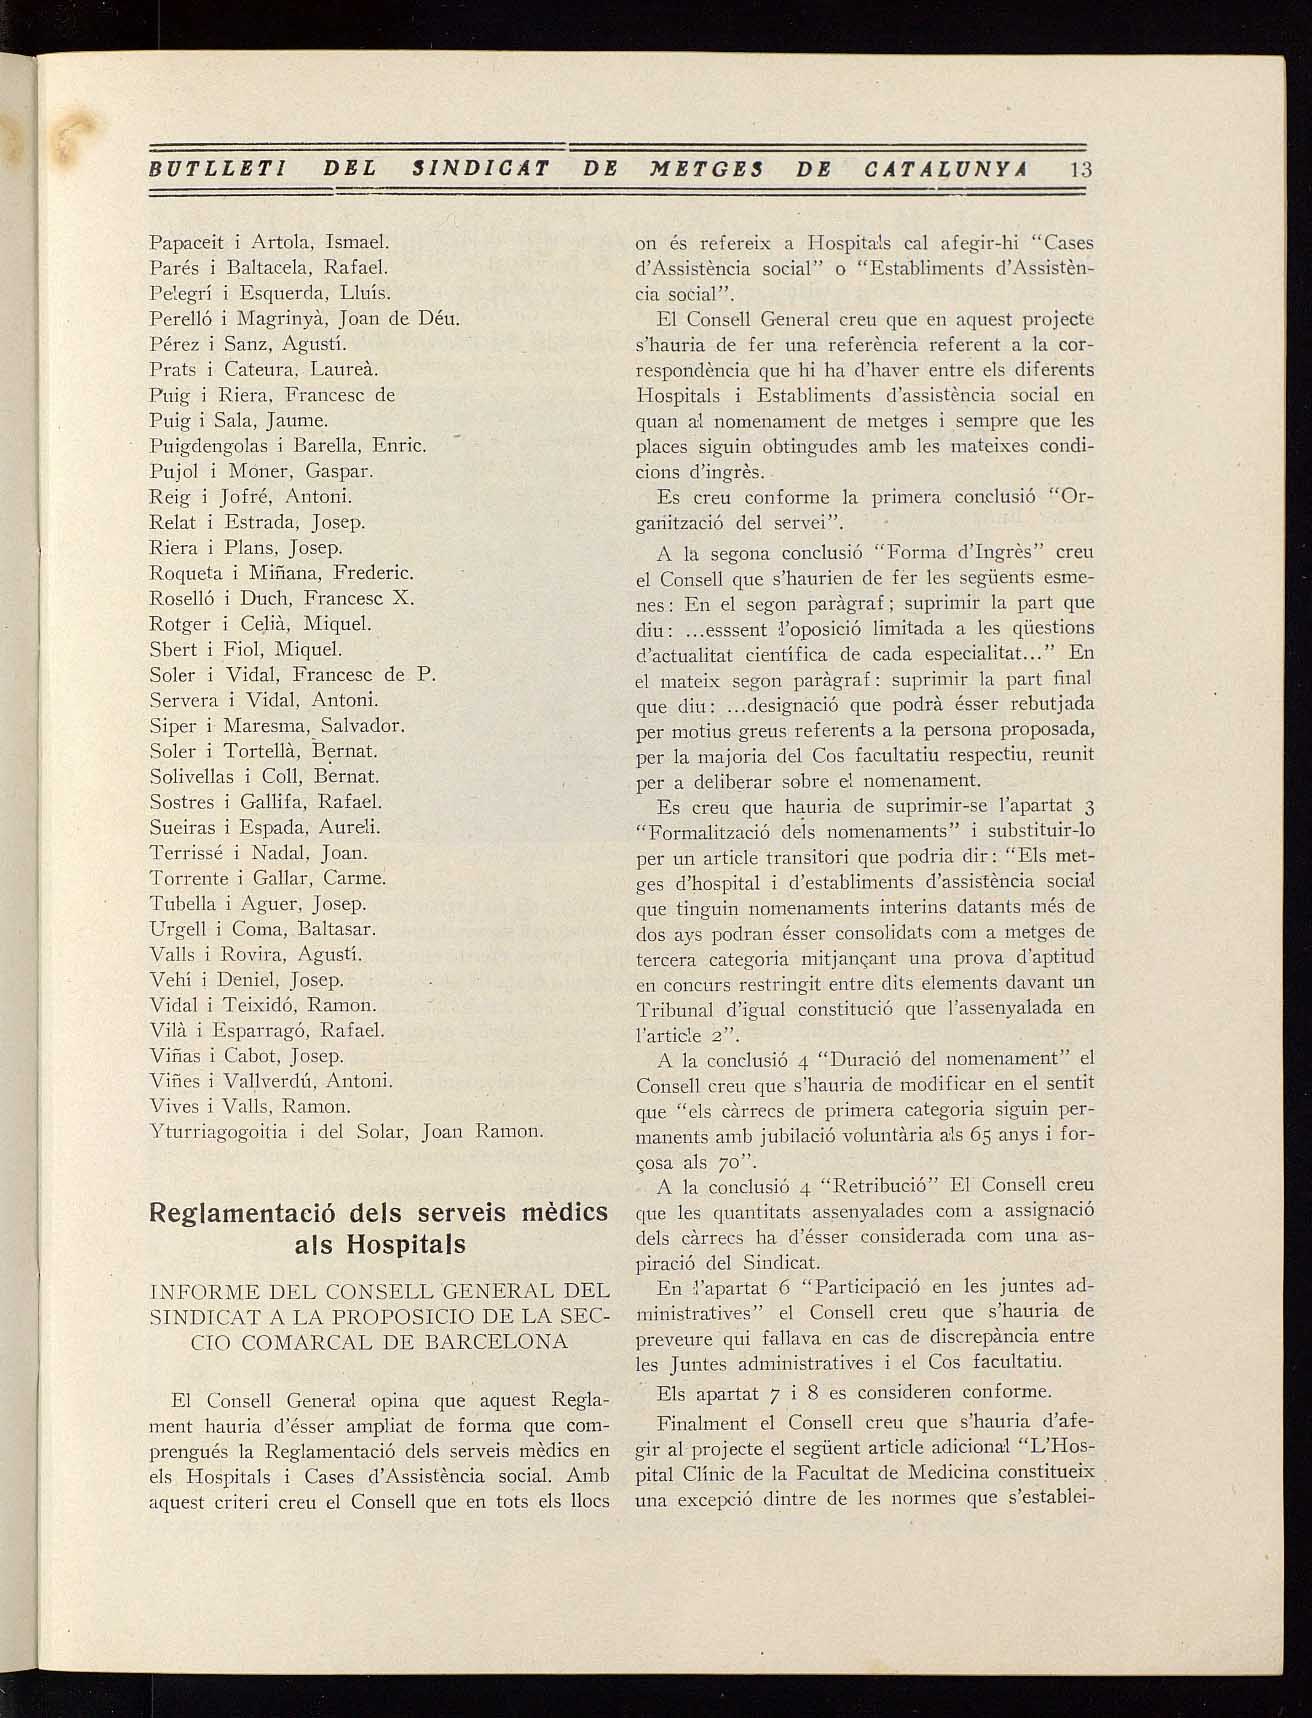 BUTLLETI DEL SINDICAT DE METGES DE CATALUNYA 13
Papaceit i Artola, Ismael.
Parés i Baltacela, Rafael.
Pelegrí i Esquerda, Lluís.
Perelló i Magrinyà, Joan de Déu.
Pérez i Sanz, Agustí.
Prats i Cateura, Laureà.
Puig i Riera, Francesc de
Puig i Sala, Jaume.
Puigdengolas i Barella, Enric.
Pujol i Moner, Gaspar.
Reig i Jofré, Antoni.
Relat i Estrada, Josep.
Riera i Plans, Josep.
Roqueta i Miñana, Frederic.
Roselló i Duch, Francesc X.
Rotger i Celià, Miquel.
Sbert i Fiol, Miquel.
Soler i Vidal, Francesc de P.
Servera i Vidal, Antoni.
Siper i Maresma, Salvador.
Soler i Tortellà, Bernat.
Solivellas i Coll, Bernat.
Sostres i Gallifa, Rafael.
Sueiras i Espada, Aureli.
Terrissé i Nadal, Joan.
Torrente i Gallar, Carme.
Tubella i Aguer, Josep.
Urgell i Coma, Baltasar.
Valls i Rovira, Agustí.
Vehí i Deniel, Josep.
Vidal i Teixidó, Ramon.
Vilà i Esparragó, Rafael.
Viñas i Cabot, Josep.
Viñes i Vallverdú, Antoni.
Vives i Valls, Ramon.
Yturriagogoitia i del Solar, Joan Ramon.
Reglamentació dels serveis mèdics
als Hospitals
INFORME DEL CONSELL GENERAL DEL
SINDICAT A LA PROPOSICIO DE LA SEC-
CIO COMARCAL DE BARCELONA
El Consell General opina que aquest Regla-
ment hauria d'ésser ampliat de forma que com-
prengués la Reglamentació dels serveis mèdics en
els Hospitals i Cases d'Assistència social. Amb
aquest criteri creu el Consell que en tots els llocs
on és refereix a Hospitals cal afegir-hi "Cases
d'Assistència social" o "Establiments d'Assistèn-
cia social".
El Consell General creu que en aquest projecte
s'hauria de fer una referència referent a la cor-
respondència que hi ha d'haver entre els diferents
Hospitals i Establiments d'assistència social en
quan al nomenament de metges i sempre que les
places siguin obtingudes amb les mateixes condi-
cions d'ingrès.
Es creu conforme la primera conclusió "Or-
ganització del servei".
A la segona conclusió "Forma d'Ingrès" creu
el Consell que s'haurien de fer les següents esme-
nes: En el segon paràgraf; suprimir la part que
diu: ...esssent l'oposició limitada a les qüestions
d'actualitat científica de cada especialitat..." En
el mateix segon paràgraf: suprimir la part final
que diu: ...designació que podrà ésser rebutjada
per motius greus referents a la persona proposada,
per la majoria del Cos facultatiu respectiu, reunit
per a deliberar sobre el nomenament.
Es creu que hauria de suprimir-se l'apartat 3
"Formalització dels nomenaments" i substituir-lo
per un article transitori que podria dir: "Els met-
ges d'hospital i d'establiments d'assistència social
que tinguin nomenaments interins datants més de
dos ays podran ésser consolidats com a metges de
tercera categoria mitjançant una prova d'aptitud
en concurs restringit entre dits elements davant un
Tribunal d'igual constitució que l'assenyalada en
l'article 2".
A la conclusió 4 "Duració del nomenament" el
Consell creu que s'hauria de modificar en el sentit
que "els càrrecs de primera categoria siguin per-
manents amb jubilació voluntària als 65 anys i for-
çosa als 70".
A la conclusió 4 "Retribució" El Consell creu
que les quantitats assenyalades com a assignació
dels càrrecs ha d'ésser considerada com una as-
piració del Sindicat.
En l'apartat 6 "Participació en les juntes ad-
ministratives" el Consell creu que s'hauria de
preveure qui fallava en cas de discrepància entre
les Juntes administratives i el Cos facultatiu.
Els apartat 7 i 8 es consideren conforme.
Finalment el Consell creu que s'hauria d'afe-
gir al projecte el següent article adicional "L'Hos-
pital Clínic de la Facultat de Medicina constitueix
una excepció dintre de les normes que s'establei-